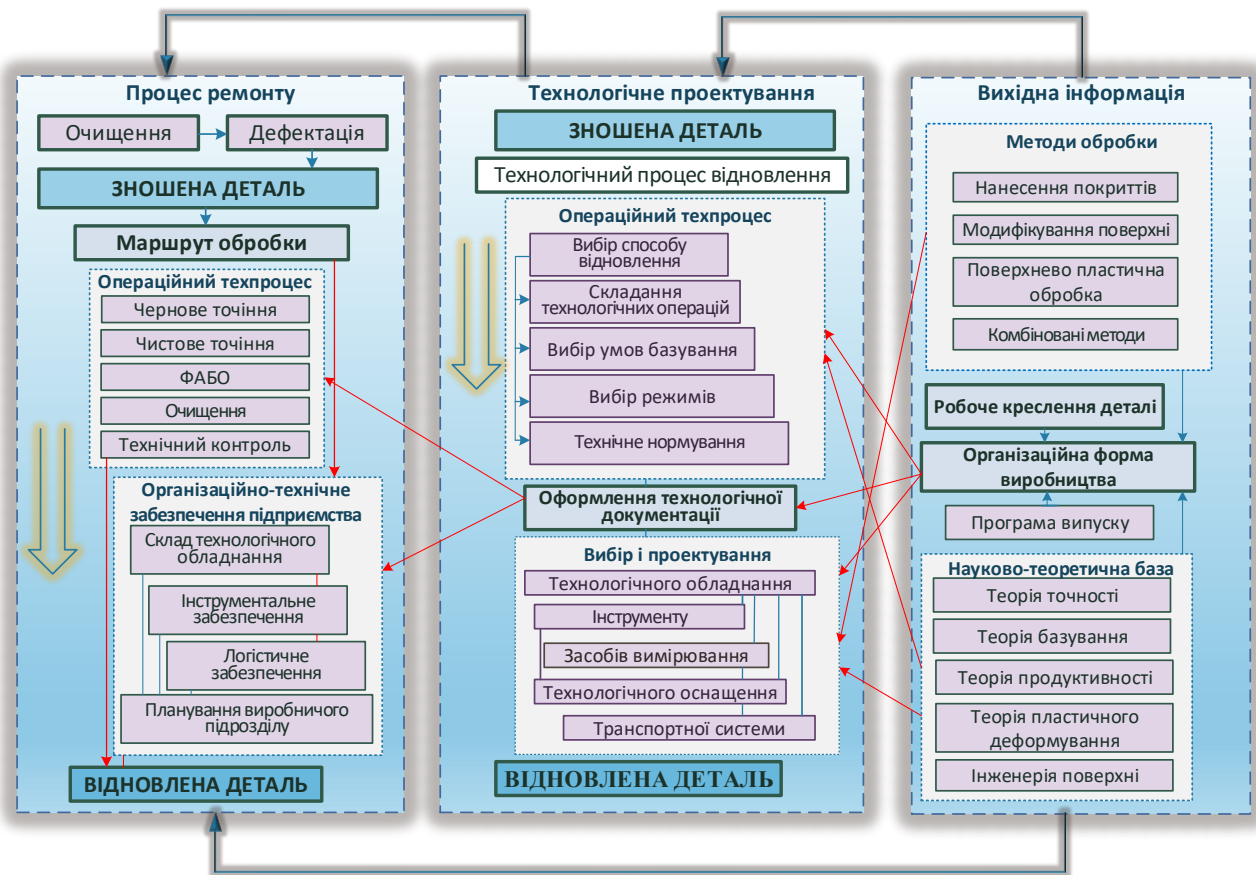 Процес ремонту
Очищення
Дефектація
ЗНОШЕНА ДЕТАЛЬ
Маршрут обробки
Операційний техпроцес
Чернове точіння
Чистове точіння
ФАБО
Очищення
Технічний контроль
Організаційно-технічне
забезпечення підприємства
Склад технологічного
обладнання
Інструментальне
забезпечення
Логістичне
забезпечення
Планування виробничого
підрозділу
ВІДНОВЛЕНА ДЕТАЛЬ
Технологічне проектування
ЗНОШЕНА ДЕТАЛЬ
Технологічний процес відновлення
Операційний техпроцес
Вибір способу
відновлення
Складання
технологічних операцій
Вибір умов базування
Вибір режимів
Технічне нормування
Оформлення технологічної
документації
Вибір і проектування
Технологічного обладнання
Інструменту
Засобів вимірювання
Технологічного оснащення
Транспортної системи
ВІДНОВЛЕНА ДЕТАЛЬ
Вихідна інформація
Методи обробки
Нанесення покриттів
Модифікування поверхні
Поверхнево пластична
обробка
Комбіновані методи
Робоче креслення деталі
Організаційна форма
виробництва
Програма випуску
Науково-теоретична база
Теорія точності
Теорія базування
Теорія продуктивності
Теорія пластичного
деформування
Інженерія поверхні